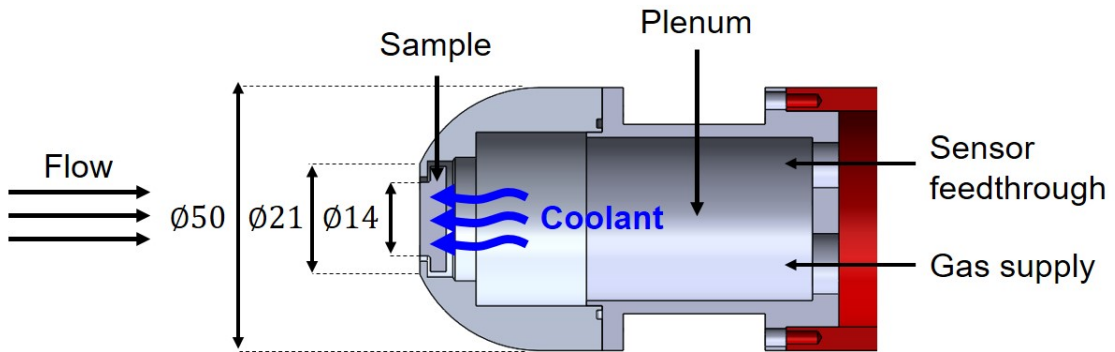 Plenum
Sample
Flow
Sensor
feedthrough
Ø50
Ø21
Ø14
Coolant
Gas supply